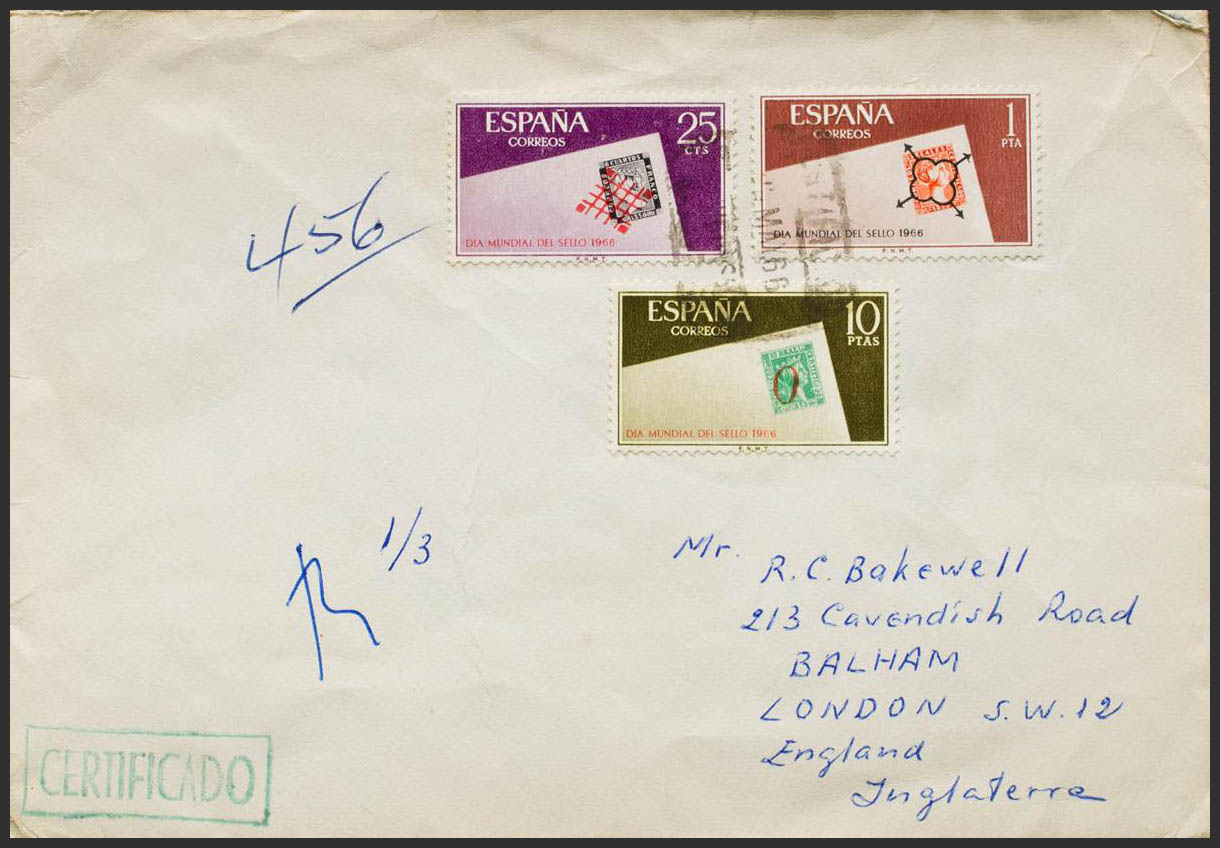 ESPAÑA
CORREOS
25
CTS
DIA MUNDIAL DEL SELLO 1966
F.N.M.T.
ESPAÑA
CORREOS
1
PTA
DIA MUNDIAL DEL SELLO 1966
F.N.M.T.
456
ESPAÑA
CORREOS
10
PTAS
DIA MUNDIAL DEL SELLO 1966
F.N.M.T.
1/3
R
Mr. R. C. Bakewell
213 Cavendish Road
BALHAM
LONDON S.W.12
England
Inglaterra
CERTIFICADO